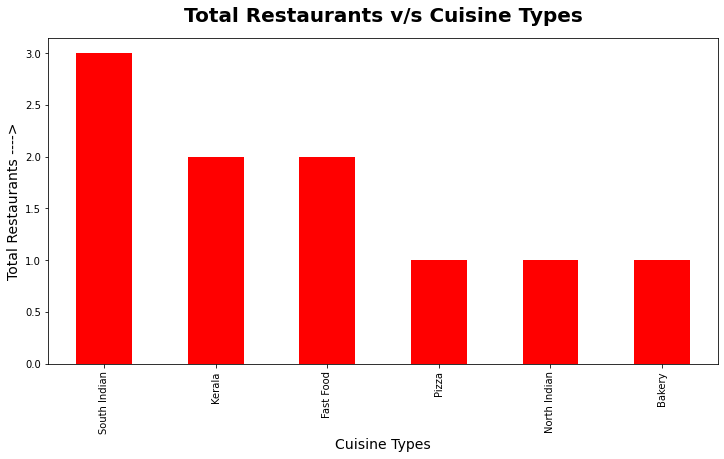 Total Restaurants v/s Cuisine Types
Total Restaurants ---->
3.0
2.5
2.0
1.5
1.0
0.5
0.0
South Indian
Kerala
Fast Food
Pizza
North Indian
Bakery
Cuisine Types